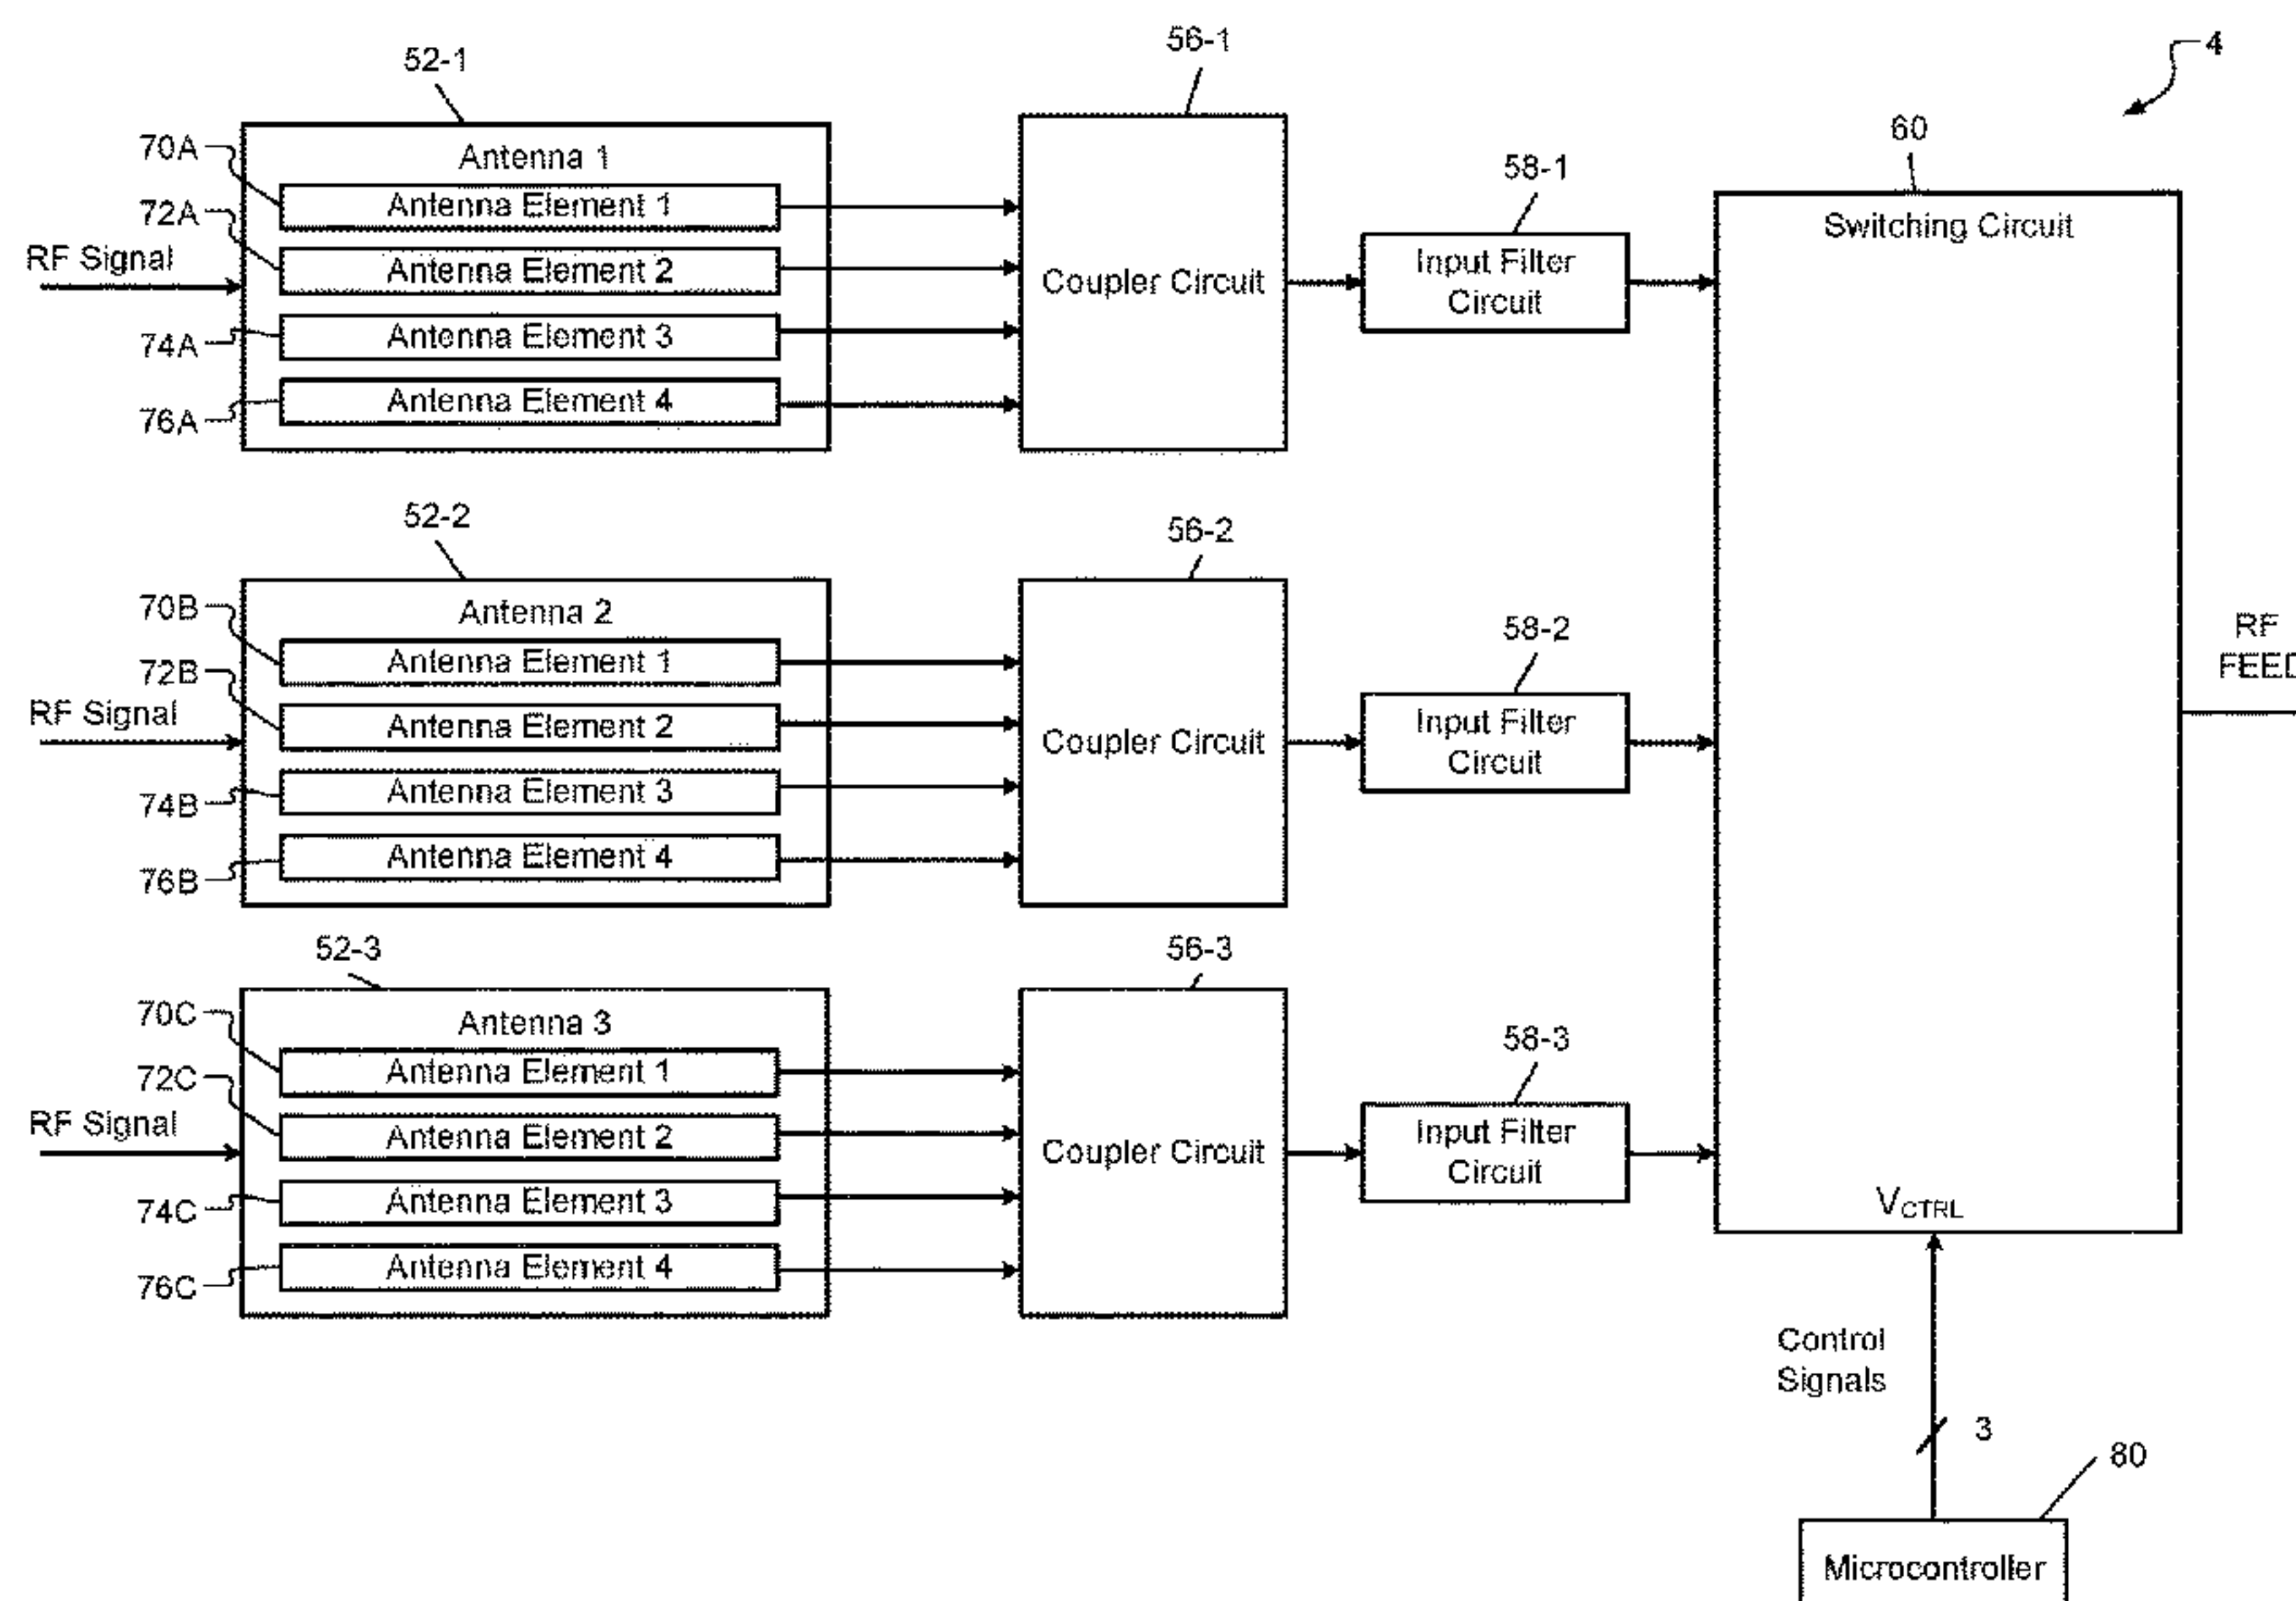 4
52-1
56-1
60
70A
Antenna 1
58-1
Antenna Element 1
72A
Switching Circuit
RF Signal
Antenna Element 2
Coupler Circuit
Input Filter
Circuit
74A
Antenna Element 3
76A
Antenna Element 4
52-2
56-2
70B
Antenna 2
58-2
Antenna Element 1
72B
RF
FEED
RF Signal
Antenna Element 2
Coupler Circuit
Input Filter
Circuit
74B
Antenna Element 3
76B
Antenna Element 4
52-3
56-3
70C
Antenna 3
58-3
Antenna Element 1
72C
RF Signal
Antenna Element 2
Coupler Circuit
Input Filter
Circuit
74C
Antenna Element 3
VCTRL
76C
Antenna Element 4
Control
Signals
3
80
Microcontroller